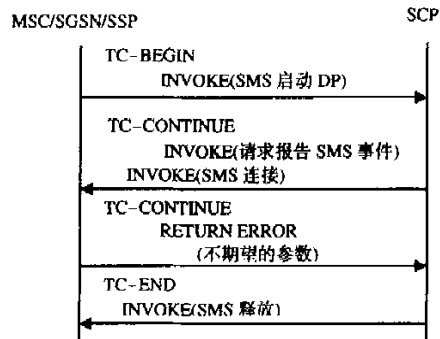 MSC/SGSN/SSP
SCP
TC-BEGIN
INVOKE(SMS 启动 DP)
TC-CONTINUE
INVOKE(请求报告 SMS 事件)
INVOKE(SMS 连接)
TC-CONTINUE
RETURN ERROR
(不期望的参数)
TC-END
INVOKE(SMS 释放)